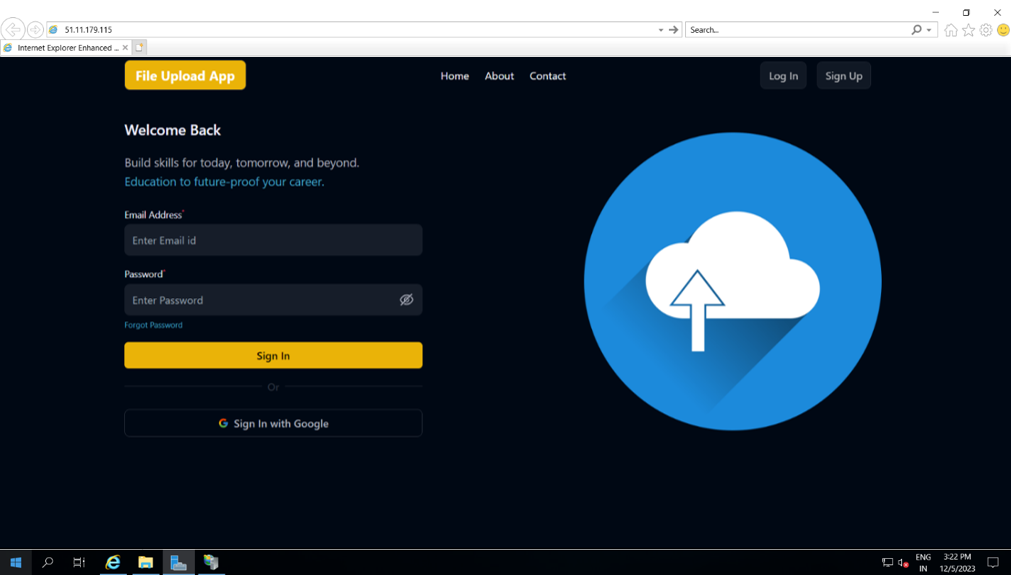 51.11.179.115
Search...
Internet Explorer Enhanced ...
File Upload App
Home About Contact
Log In Sign Up
Welcome Back
Build skills for today, tomorrow, and beyond.
Education to future-proof your career.
Email Address*
Enter Email id
Password*
Enter Password
Forgot Password
Sign In
Or
Sign In with Google
ENG 3:22 PM
IN 12/5/2023